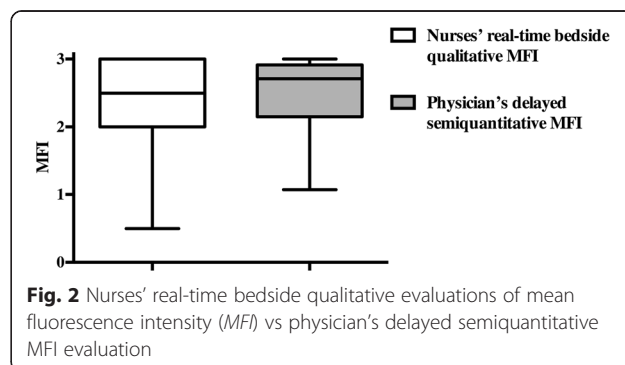 3
2
1
0
MFI
Nurses’ real-time bedside
qualitative MFI
Physician’s delayed
semiquantitative MFI
Fig. 2 Nurses’ real-time bedside qualitative evaluations of mean
fluorescence intensity (MFI) vs physician’s delayed semiquantitative
MFI evaluation